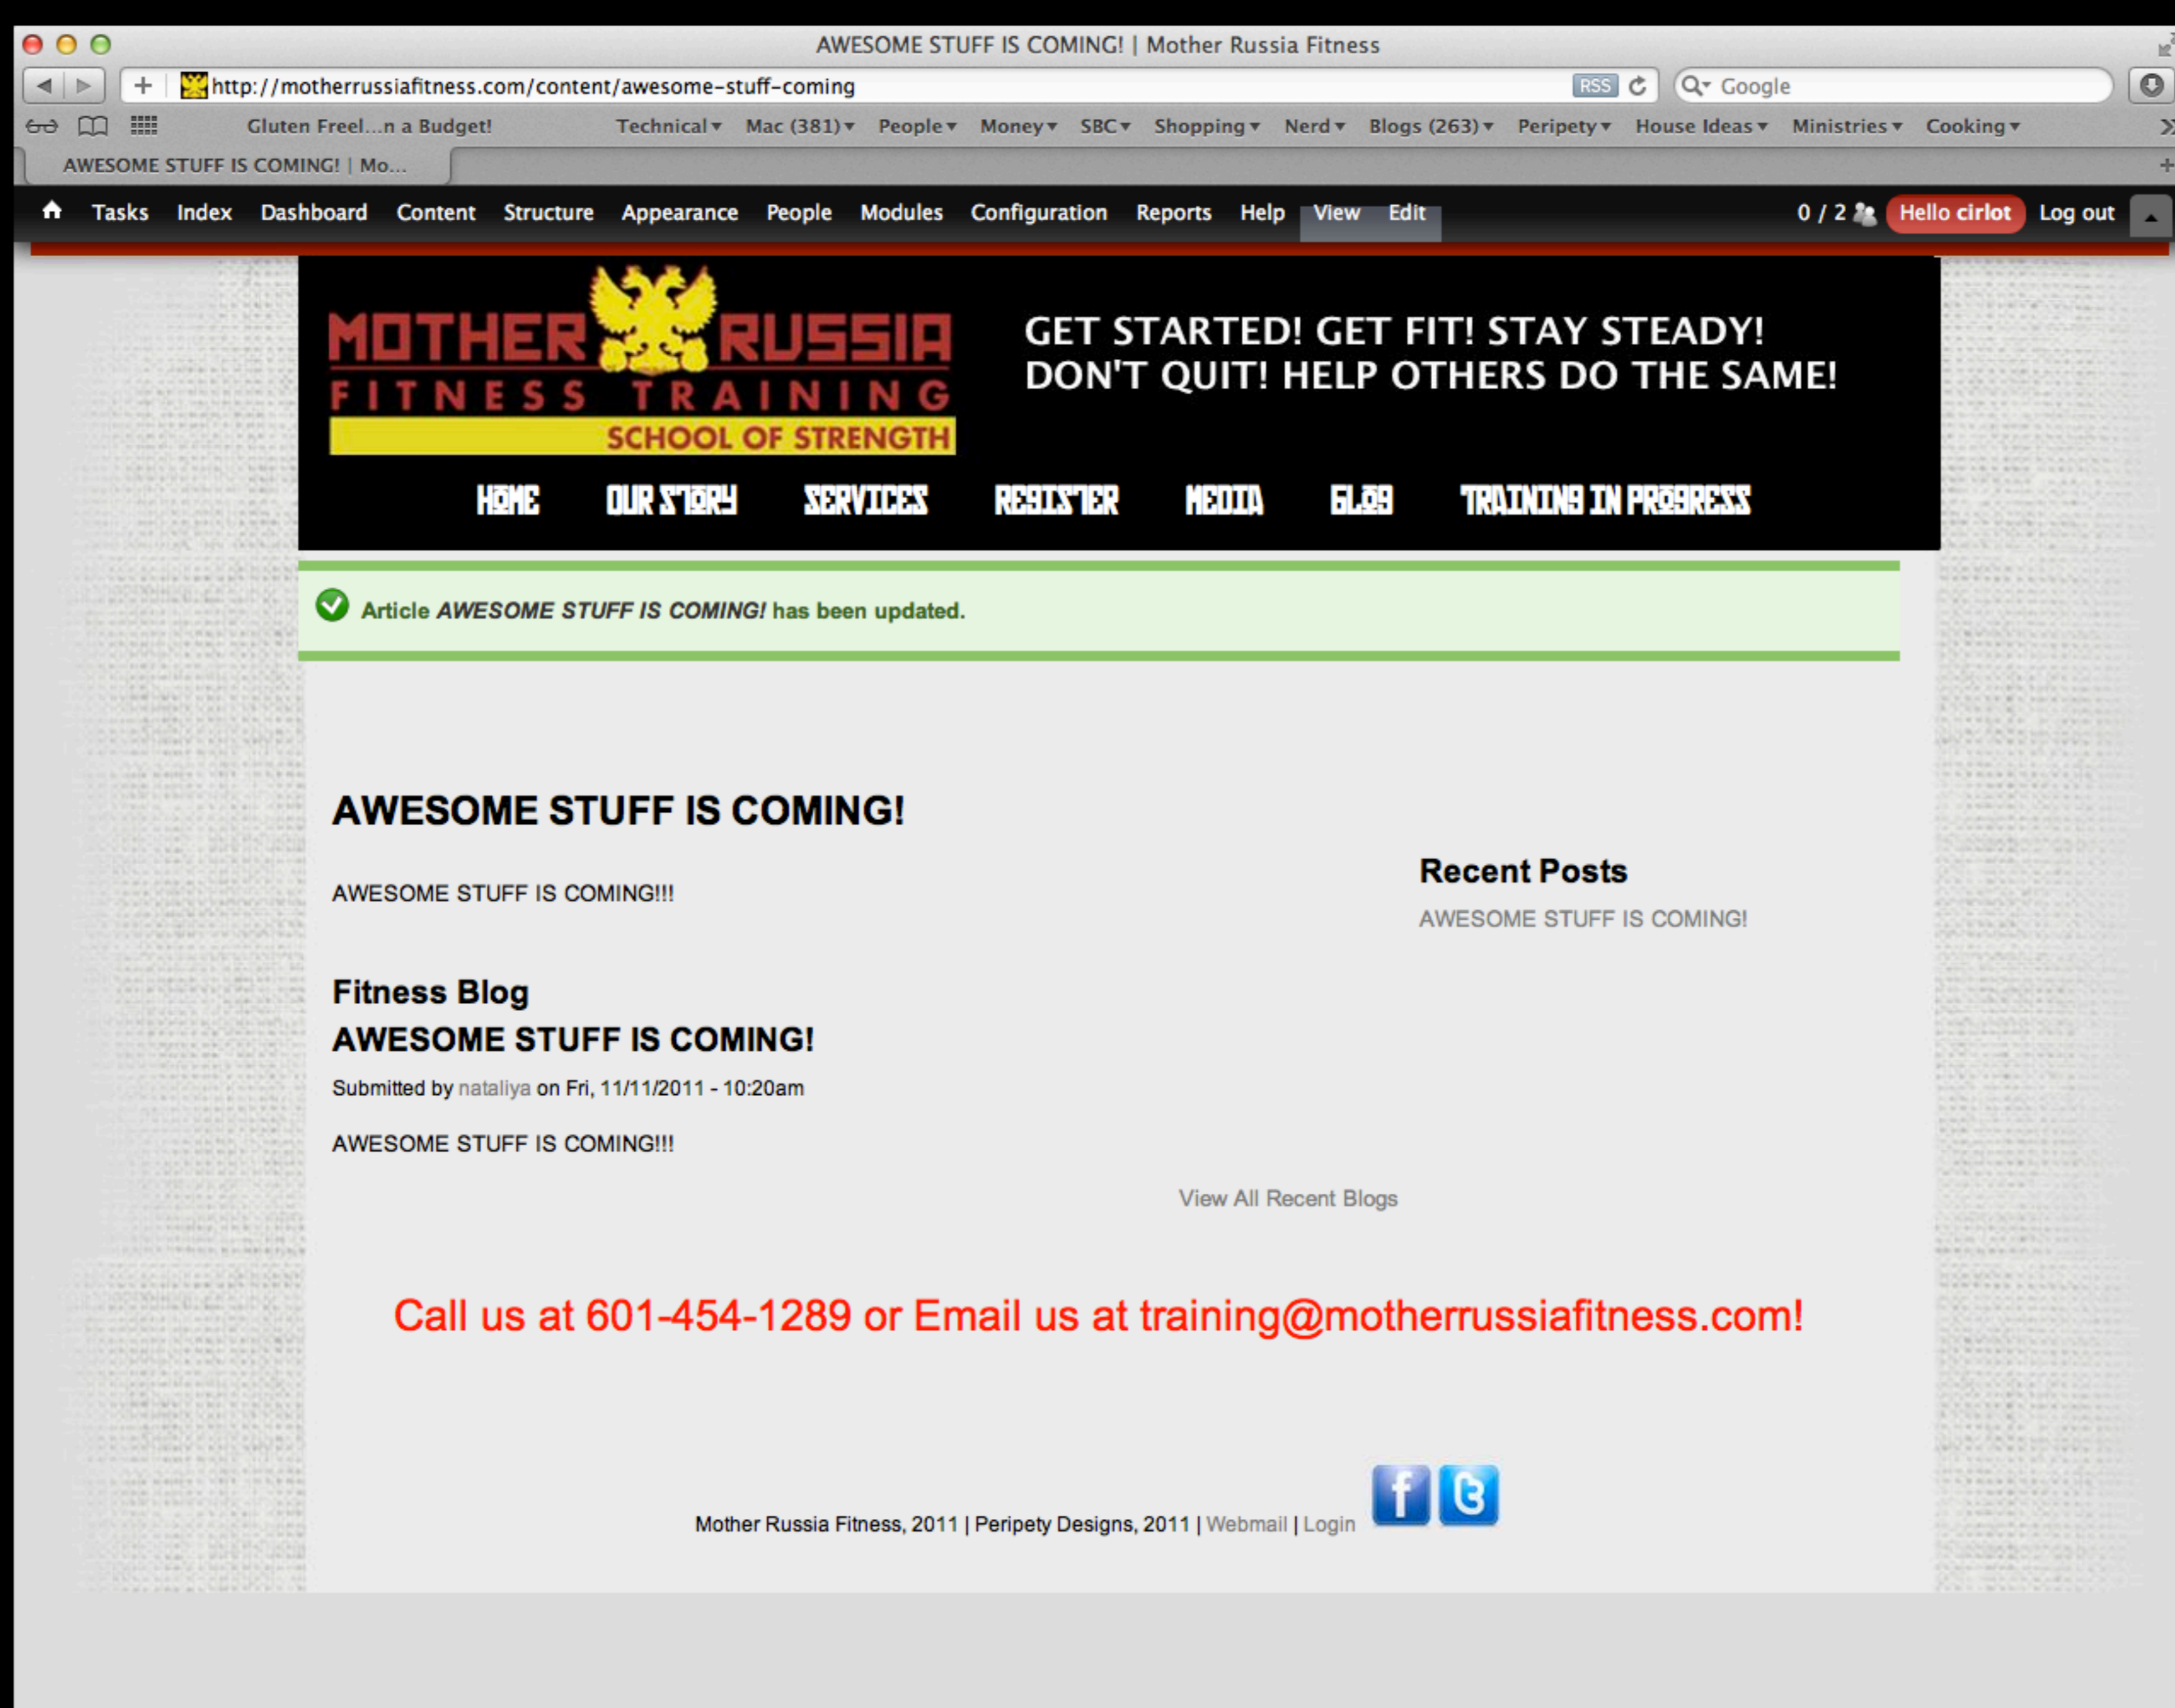 AWESOME STUFF IS COMING! | Mother Russia Fitness
http://motherrussiafitness.com/content/awesome-stuff-coming RSS Google
Gluten Freel...n a Budget! Technical Mac (381) People Money SBC Shopping Nerd Blogs (263) Peripety House Ideas Ministries Cooking
AWESOME STUFF IS COMING! | Mo...
Tasks Index Dashboard Content Structure Appearance People Modules Configuration Reports Help View Edit 0 / 2 Hello cirlot Log out
MOTHER RUSSIA
FITNESS TRAINING
SCHOOL OF STRENGTH
GET STARTED! GET FIT! STAY STEADY!
DON'T QUIT! HELP OTHERS DO THE SAME!
HOME OUR STORY SERVICES REGISTER MEDIA BLOG TRAINING IN PROGRESS
Article AWESOME STUFF IS COMING! has been updated.
AWESOME STUFF IS COMING!
AWESOME STUFF IS COMING!!!
Recent Posts
AWESOME STUFF IS COMING!
Fitness Blog
AWESOME STUFF IS COMING!
Submitted by nataliya on Fri, 11/11/2011 - 10:20am
AWESOME STUFF IS COMING!!!
View All Recent Blogs
Call us at 601-454-1289 or Email us at training@motherrussiafitness.com!
Mother Russia Fitness, 2011 | Peripety Designs, 2011 | Webmail | Login